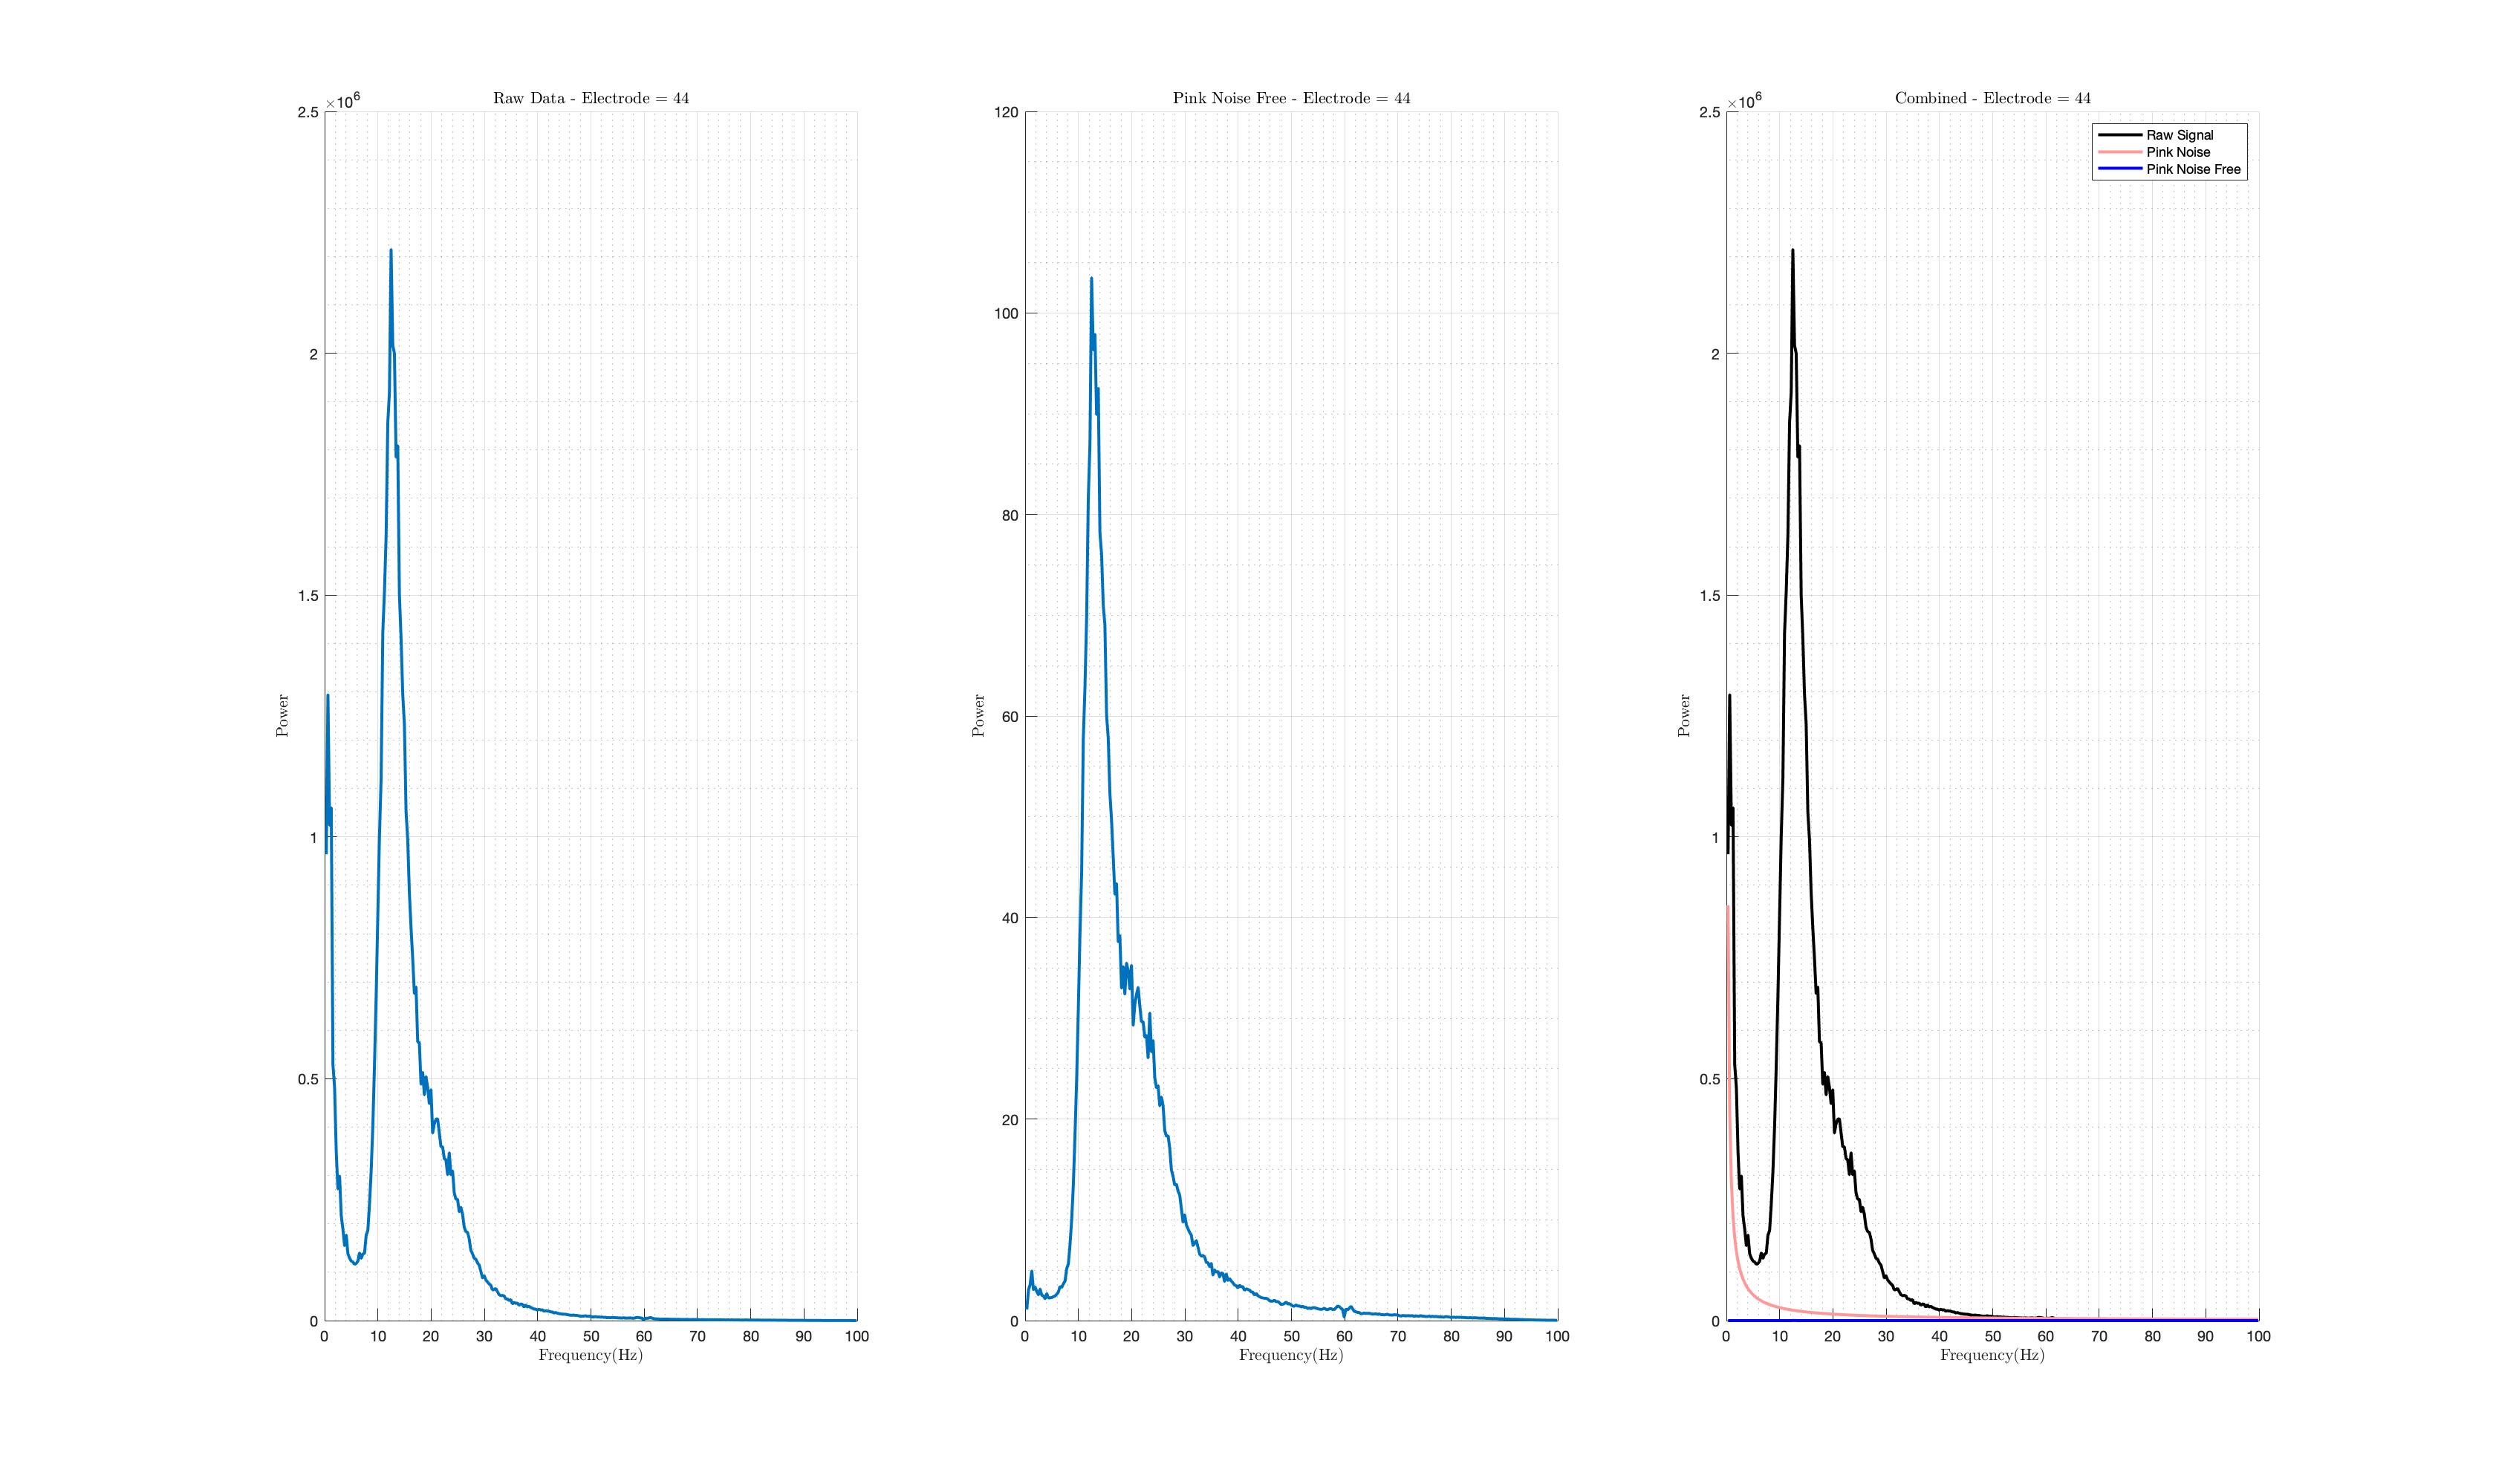 Raw Data - Electrode = 44
×10⁶
2.5
2
1.5
1
0.5
0
Power
0 10 20 30 40 50 60 70 80 90 100
Frequency(Hz)
Pink Noise Free - Electrode = 44
120
100
80
60
40
20
0
Power
0 10 20 30 40 50 60 70 80 90 100
Frequency(Hz)
Combined - Electrode = 44
×10⁶
2.5
2
1.5
1
0.5
0
Power
0 10 20 30 40 50 60 70 80 90 100
Frequency(Hz)
Raw Signal
Pink Noise
Pink Noise Free